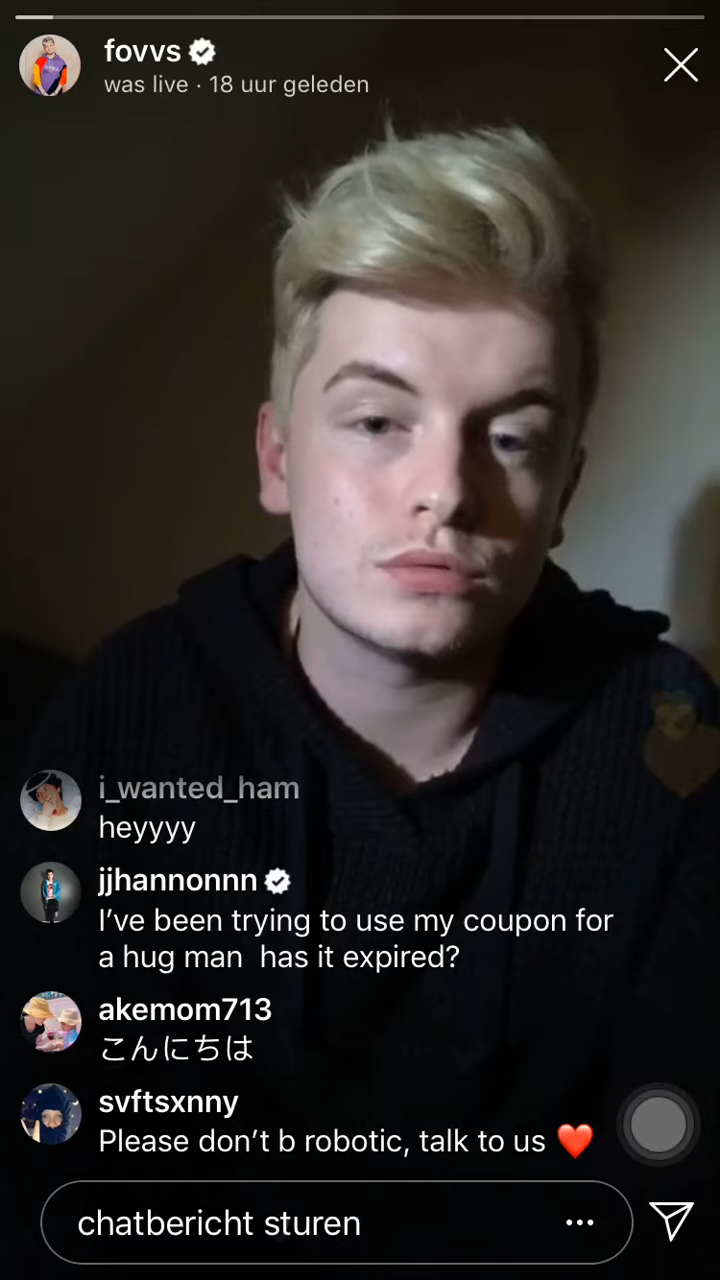 fovvs
was live · 18 uur geleden
i_wanted_ham
heyyyy
jjhannonnn
I’ve been trying to use my coupon for
a hug man  has it expired?
akemom713
こんにちは
svftsxnny
Please don’t b robotic, talk to us ❤️
chatbericht sturen